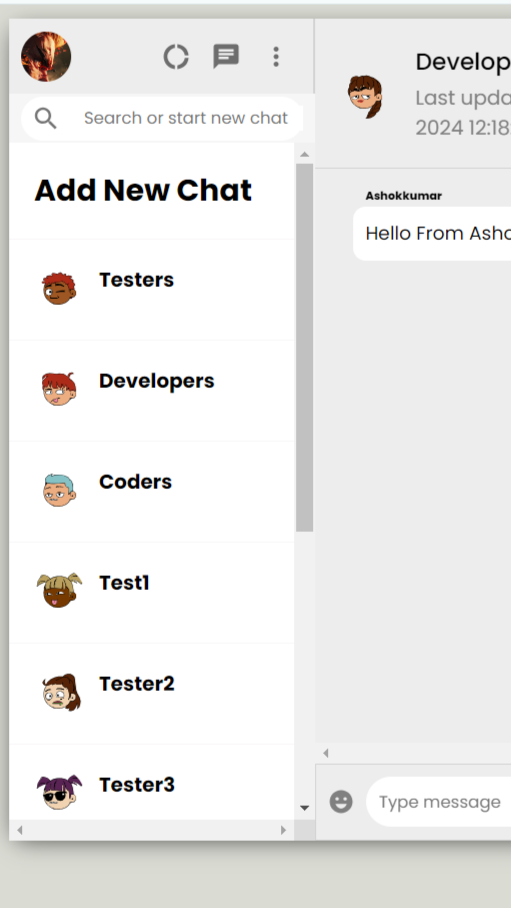 Develop
Last upda
2024 12:18
Search or start new chat
Add New Chat
Testers
Developers
Coders
Test1
Tester2
Tester3
Ashokkumar
Hello From Asho
Type message